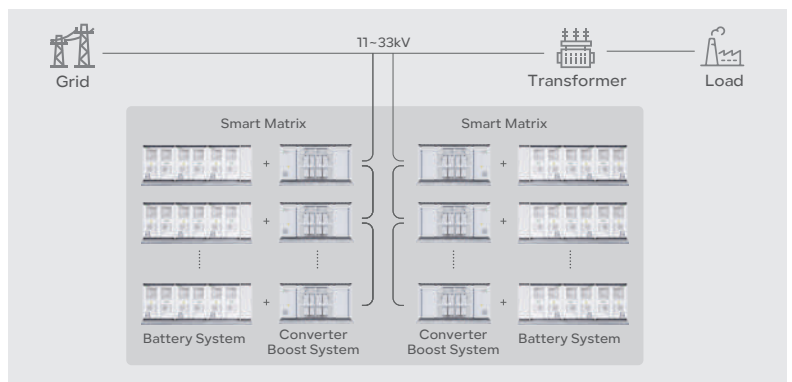 11~33kV
Grid
Transformer
Load
Smart Matrix
Smart Matrix
+
+
+
+
+
+
Battery System
Converter
Boost System
Converter
Boost System
Battery System